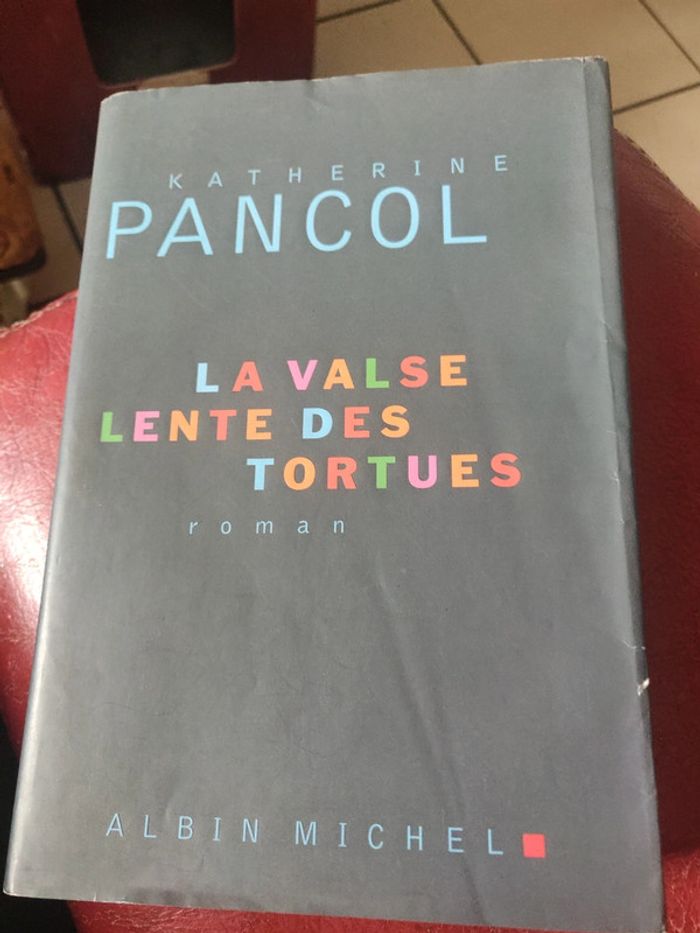 KATHERINE
PANCOL
LA VALSE
LENTE DES
TORTUES
roman
ALBIN MICHEL